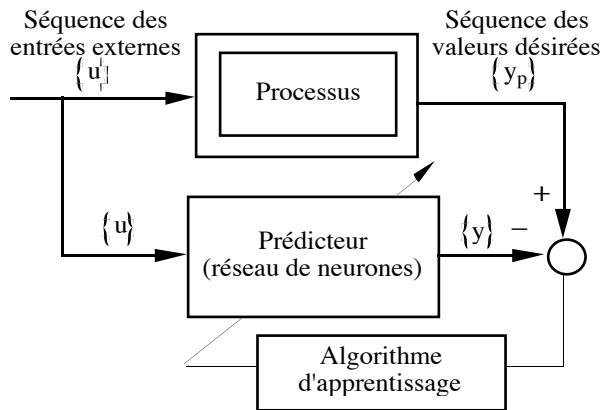 Séquence des
entrées externes
{u}
Séquence des
valeurs désirées
{yp}
Processus
+
{u}
Prédicteur
(réseau de neurones)
{y}
−
Algorithme
d'apprentissage